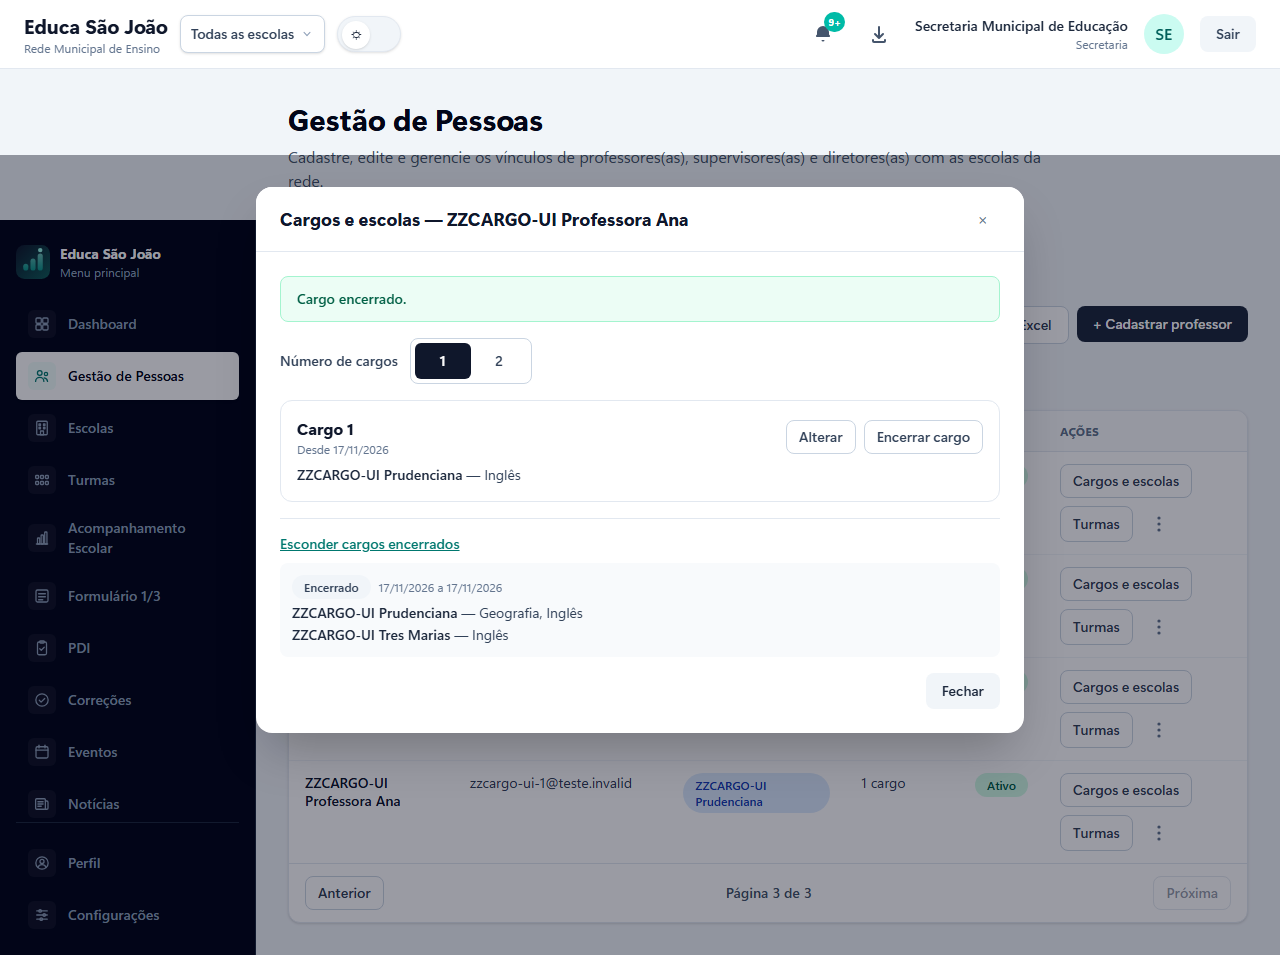 Educa São João
Rede Municipal de Ensino
Todas as escolas
9+
Secretaria Municipal de Educação
Secretaria
SE
Sair
Gestão de Pessoas
Cadastre, edite e gerencie os vínculos de professores(as), supervisores(as) e diretores(as) com as escolas da
rede.
Educa São João
Menu principal
Dashboard
Gestão de Pessoas
Escolas
Turmas
Acompanhamento
Escolar
Formulário 1/3
PDI
Correções
Eventos
Notícias
Perfil
Configurações
Cargos e escolas — ZZCARGO-UI Professora Ana
×
Cargo encerrado.
Número de cargos
1
2
Cargo 1
Desde 17/11/2026
ZZCARGO-UI Prudenciana — Inglês
Alterar
Encerrar cargo
Esconder cargos encerrados
Encerrado
17/11/2026 a 17/11/2026
ZZCARGO-UI Prudenciana — Geografia, Inglês
ZZCARGO-UI Tres Marias — Inglês
Fechar
Excel
+ Cadastrar professor
AÇÕES
Cargos e escolas
Turmas
Cargos e escolas
Turmas
Cargos e escolas
Turmas
ZZCARGO-UI
Professora Ana
zzcargo-ui-1@teste.invalid
ZZCARGO-UI
Prudenciana
1 cargo
Ativo
Cargos e escolas
Turmas
Anterior
Página 3 de 3
Próxima